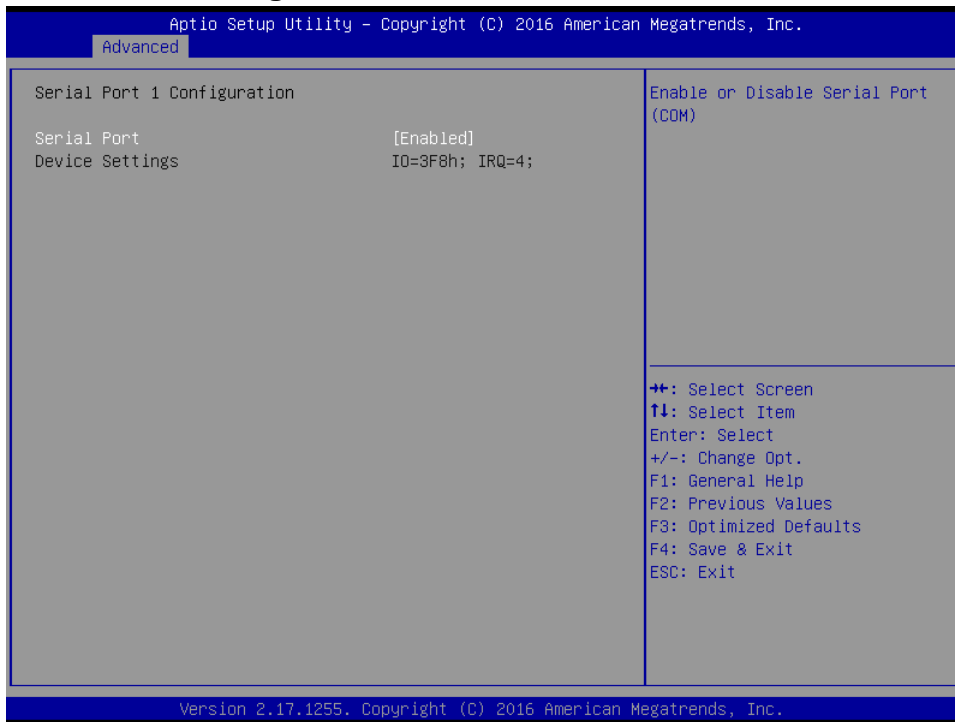 Aptio Setup Utility – Copyright (C) 2016 American Megatrends, Inc.
Advanced
Serial Port 1 Configuration
Serial Port [Enabled]
Device Settings IO=3F8h; IRQ=4;
Enable or Disable Serial Port
(COM)
→←: Select Screen
↑↓: Select Item
Enter: Select
+/-: Change Opt.
F1: General Help
F2: Previous Values
F3: Optimized Defaults
F4: Save & Exit
ESC: Exit
Version 2.17.1255. Copyright (C) 2016 American Megatrends, Inc.